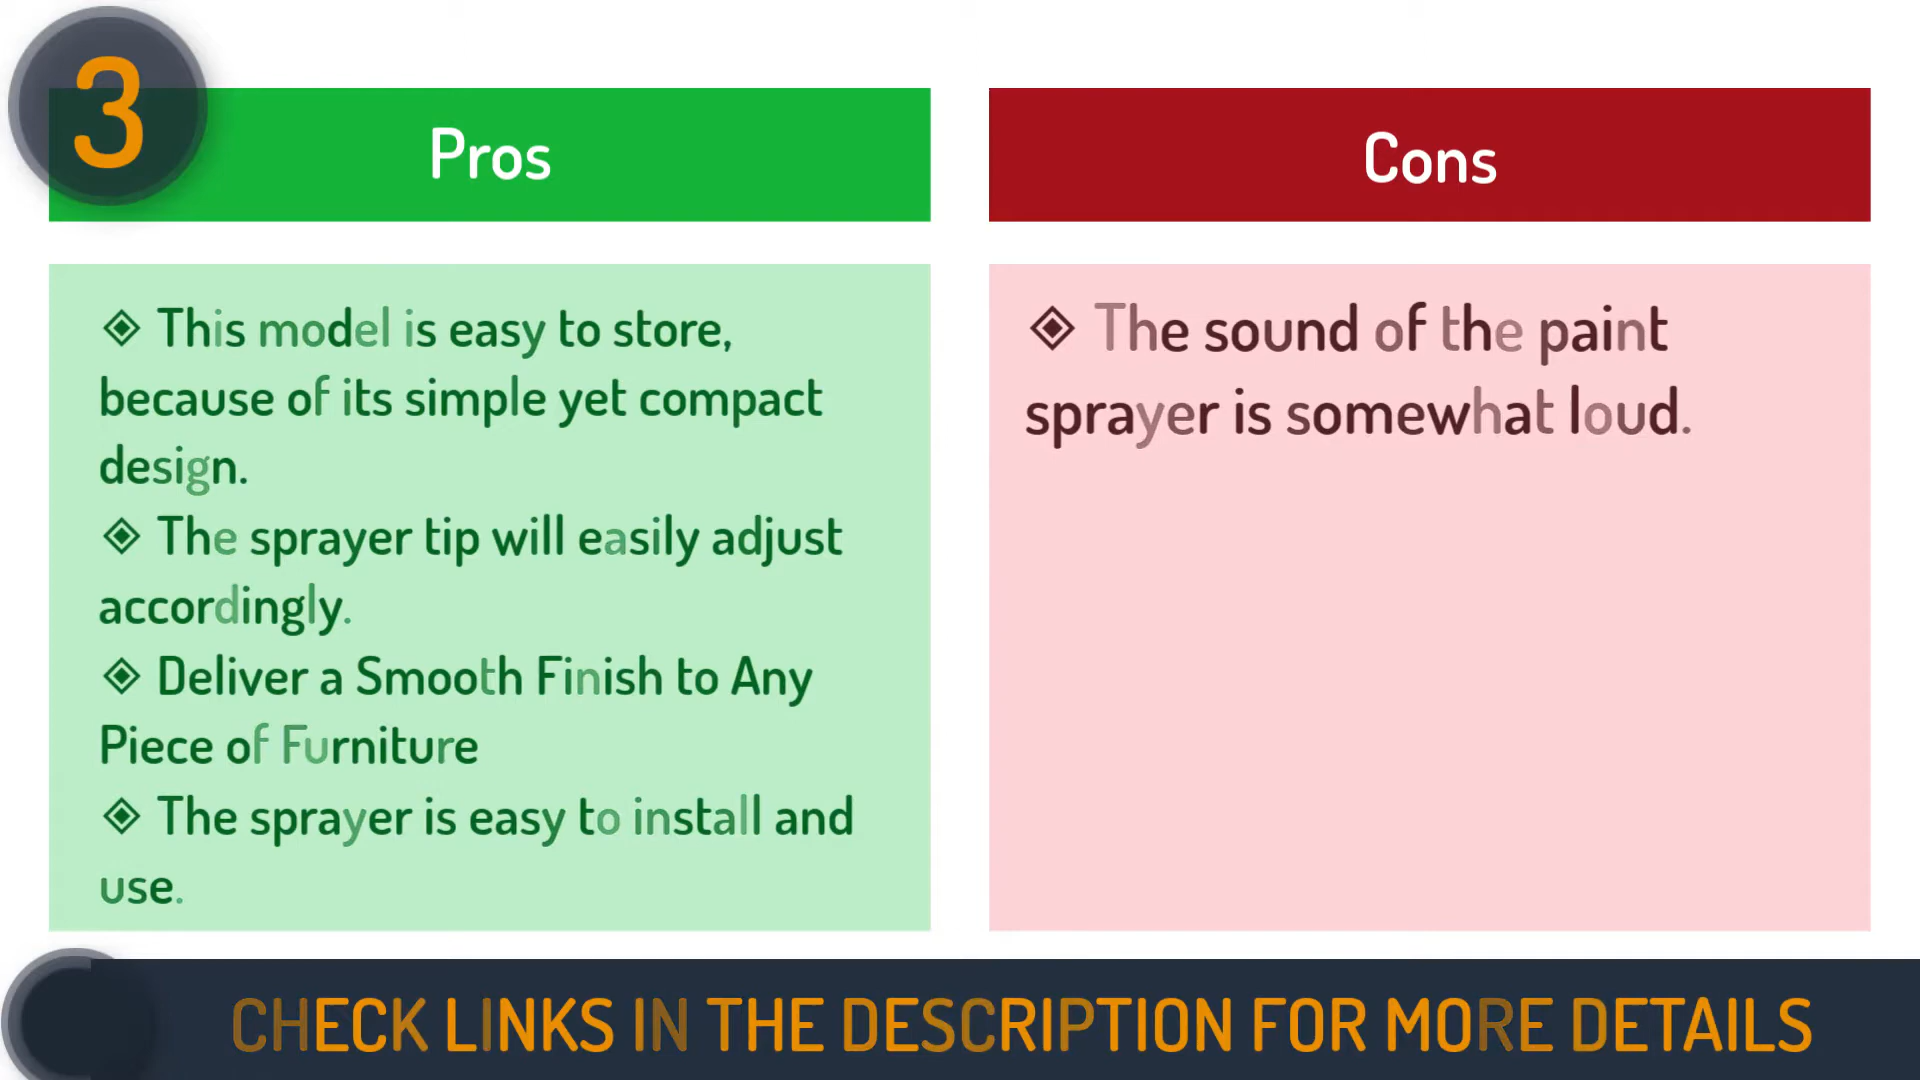 3
Pros
Cons
This model is easy to store,
because of its simple yet compact
design.
The sprayer tip will easily adjust
accordingly.
Deliver a Smooth Finish to Any
Piece of Furniture
The sprayer is easy to install and
use.
The sound of the paint
sprayer is somewhat loud.
CHECK LINKS IN THE DESCRIPTION FOR MORE DETAILS